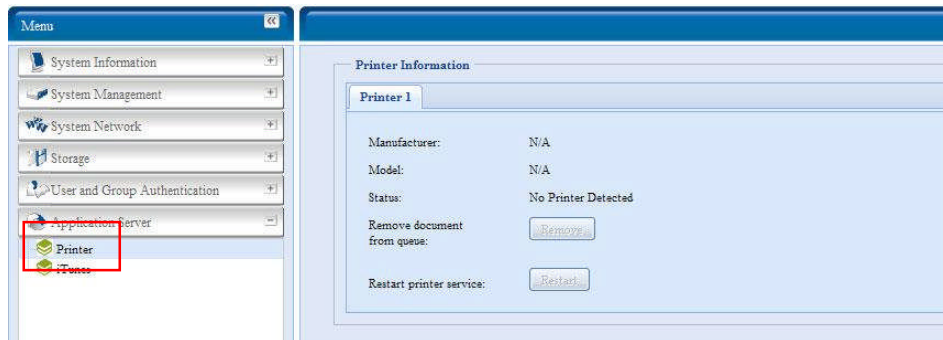 Menu
System Information
System Management
System Network
Storage
User and Group Authentication
Application Server
Printer
iTunes
Printer Information
Printer 1
Manufacturer: N/A
Model: N/A
Status: No Printer Detected
Remove document
from queue: Remove
Restart printer service: Restart